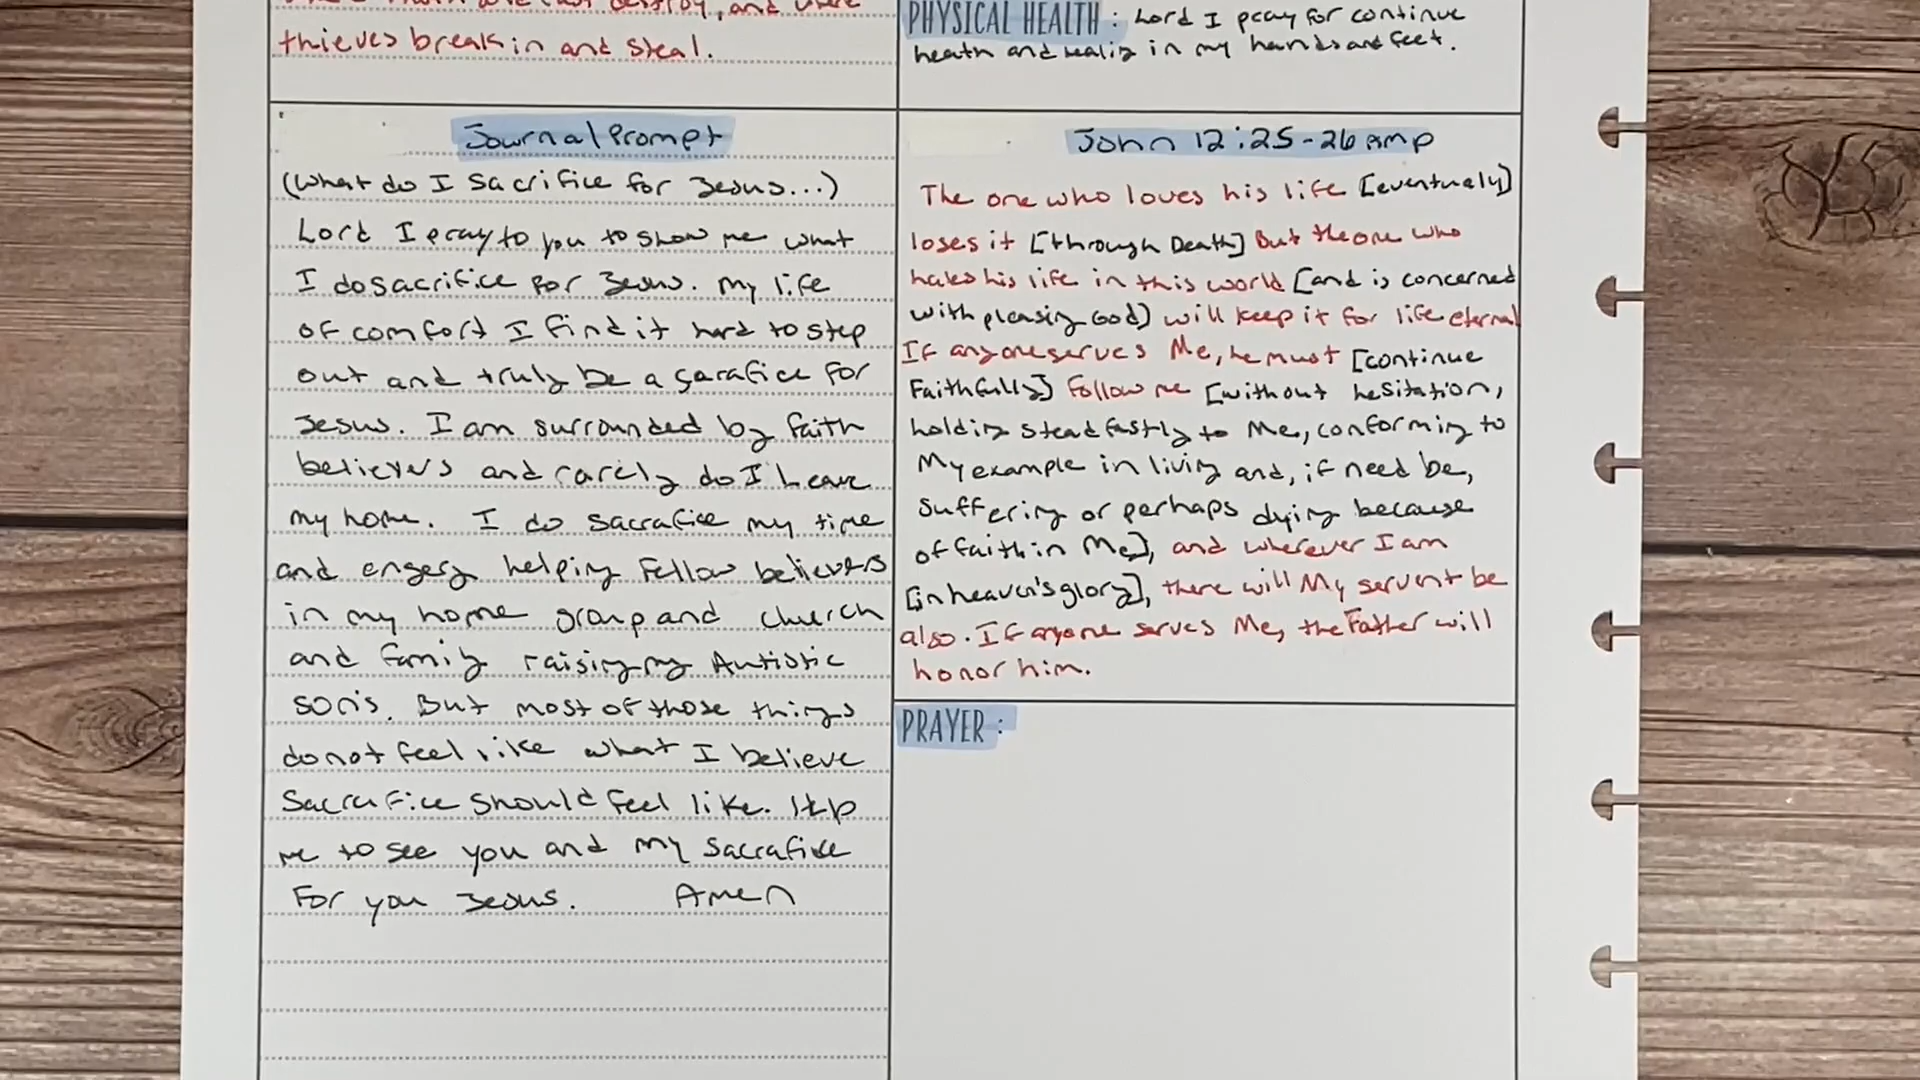 thieves break in and steal.
PHYSICAL HEALTH : Lord I pray for continue
heath and healig in my hands and feet.
Journal Prompt
(What do I Sacrifice for Jesus...)
Lord I pray to you to show me what
I do sacrifice for Jesus. My life
of comfort I find it hard to step
out and truly be a sarafice for
Jesus. I am surrounded by faith
believers and rarely do I leave
my home. I do sacrafice my time
and engery helping fellow believers
in my home group and church
and family raising my Autistic
son's. But most of those things
do not feel like what I believe
Sacrafice should feel like. Help
me to see you and my sacrafice
For you Jesus. Amen
John 12:25-26 AMP
The one who loves his life [eventualy]
loses it [through Death] But the one who
hates his life in this world [and is concerned
with pleasing God] will keep it for life eternal
If anyone serves Me, he must [continue
Faithfully] Follow me [without hesitation,
holding steadfastly to Me, conforming to
My example in living and, if need be,
suffering or perhaps dying because
of faith in Me], and wherever I am
[in heaven's glory], there will My servent be
also. If anyone serves Me, the Father will
honor him.
PRAYER :